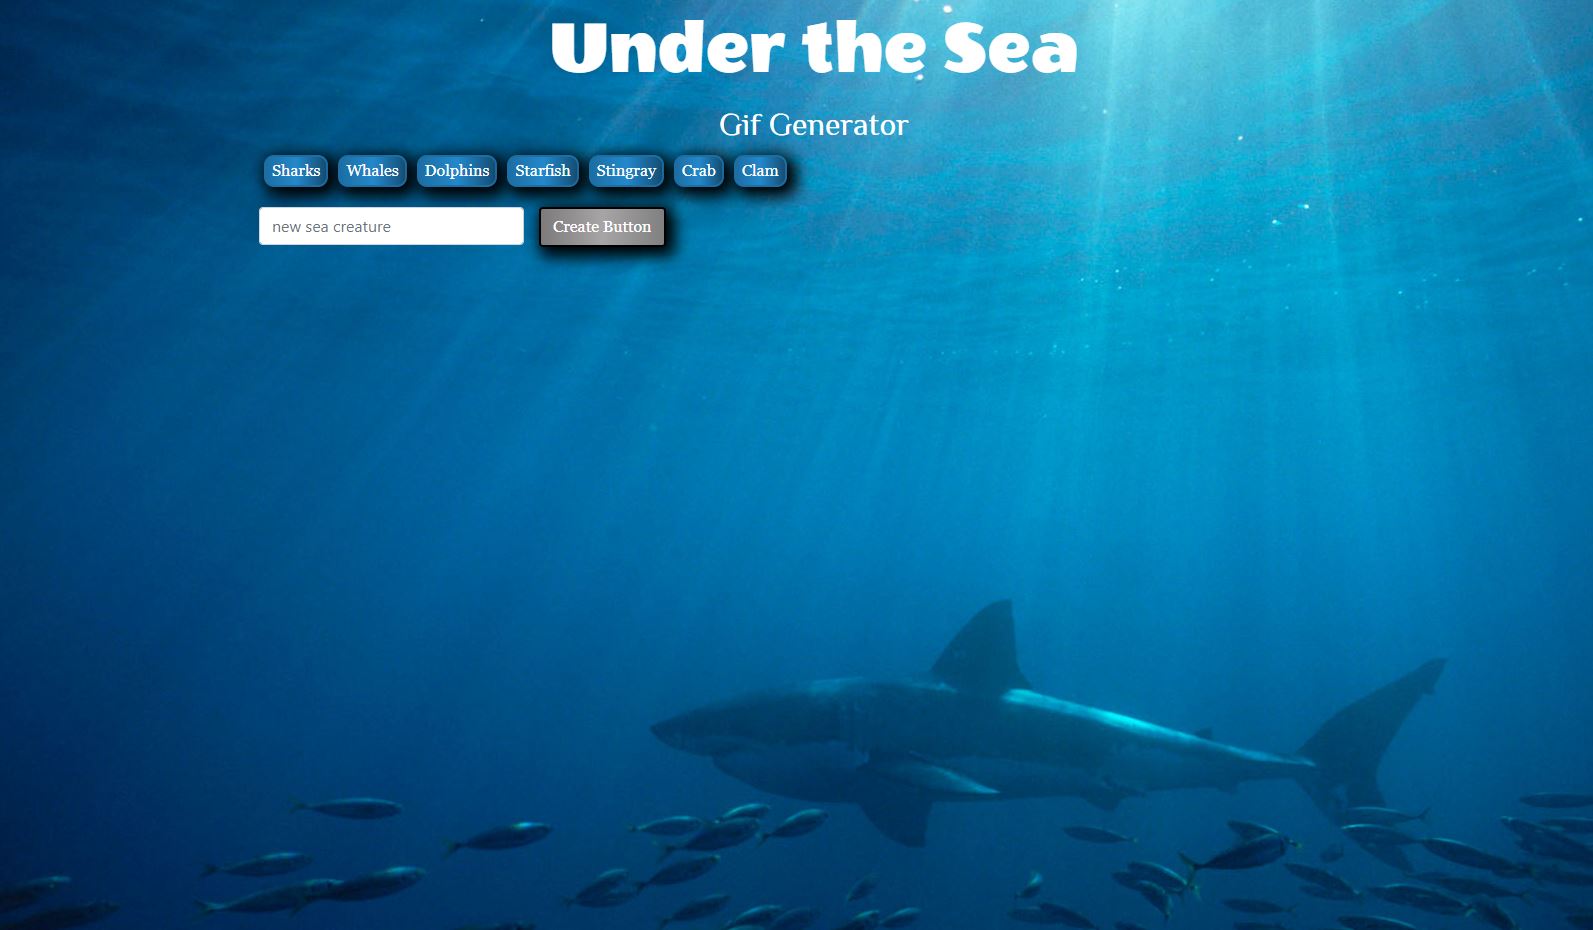 Under the Sea
Gif Generator
Sharks Whales Dolphins Starfish Stingray Crab Clam
new sea creature Create Button